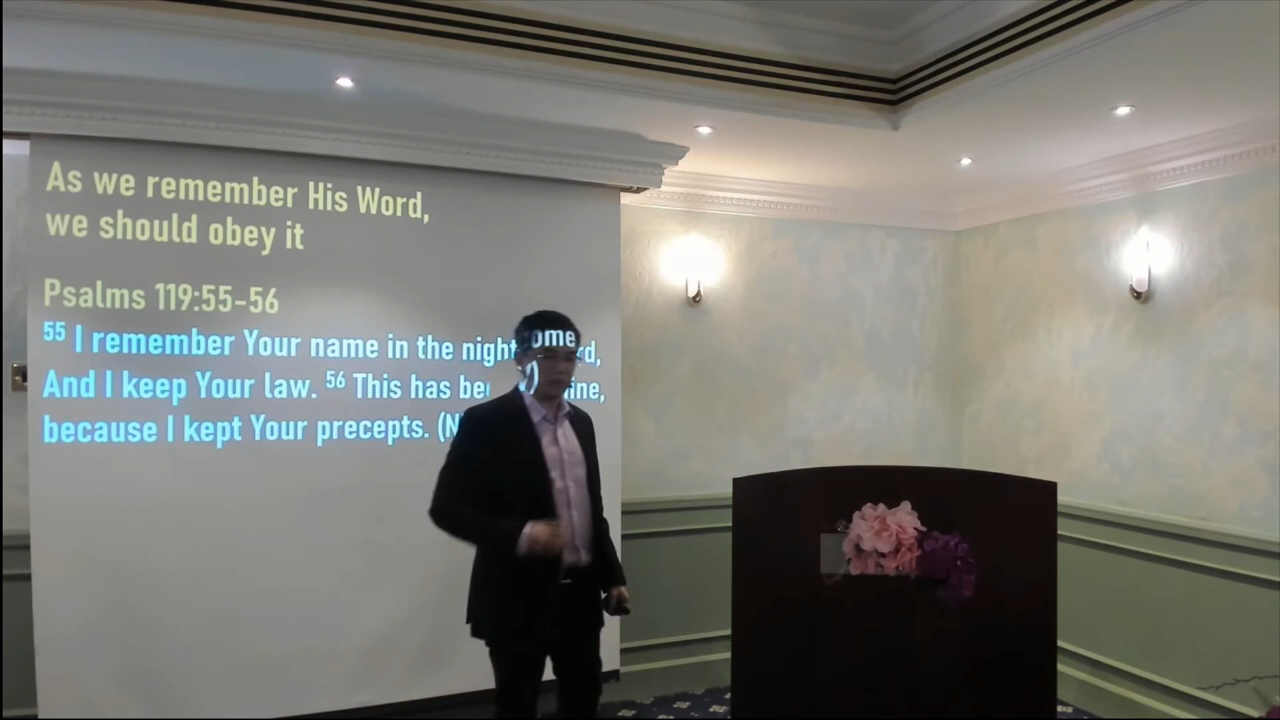 As we remember His Word,
we should obey it
Psalms 119:55-56
55 I remember Your name in the night
And I keep Your law. 56 This has
because I kept Your precepts.